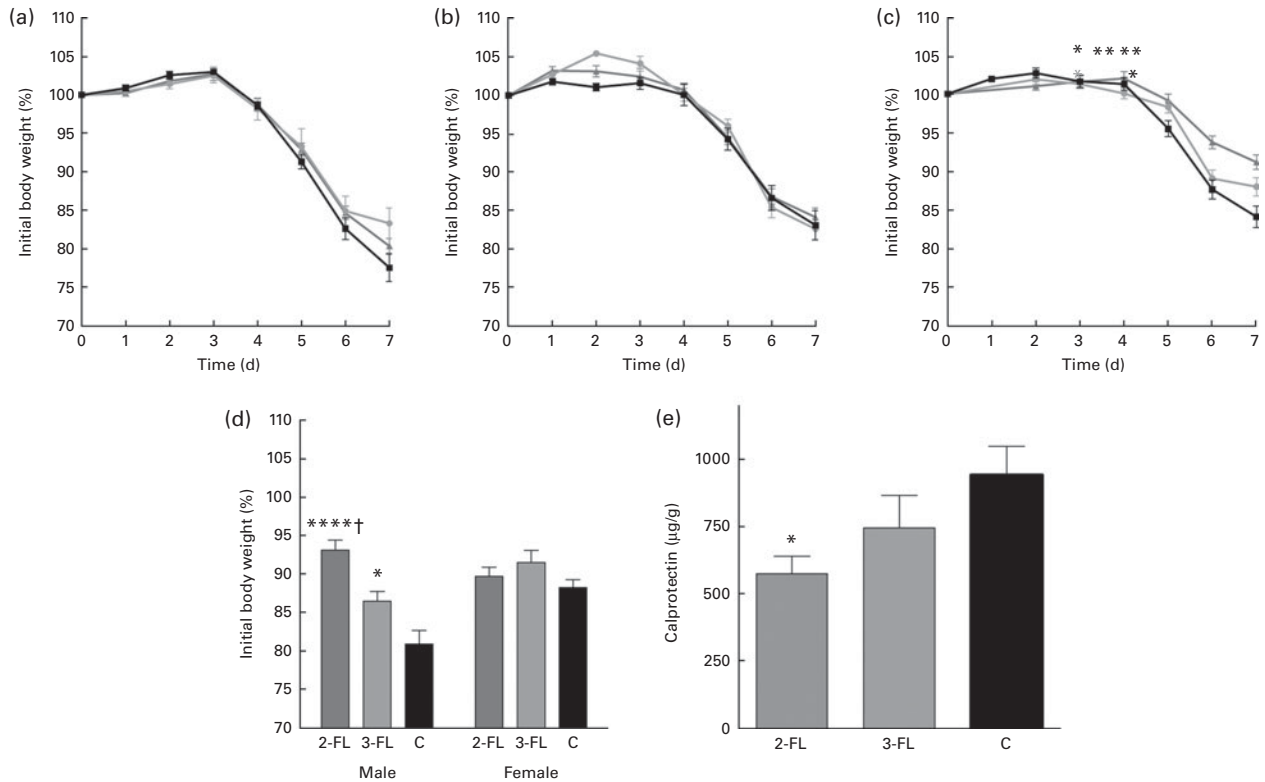 (a)
110
105
100
95
90
85
80
75
70
Initial body weight (%)
0 1 2 3 4 5 6 7
Time (d)
(b)
110
105
100
95
90
85
80
75
70
Initial body weight (%)
0 1 2 3 4 5 6 7
Time (d)
(c)
110
105
100
95
90
85
80
75
70
Initial body weight (%)
* ** **
* *
0 1 2 3 4 5 6 7
Time (d)
(d)
110
105
100
95
90
85
80
75
70
Initial body weight (%)
****†
*
2-FL 3-FL C 2-FL 3-FL C
Male Female
(e)
1000
750
500
250
0
Calprotectin (µg/g)
*
2-FL 3-FL C